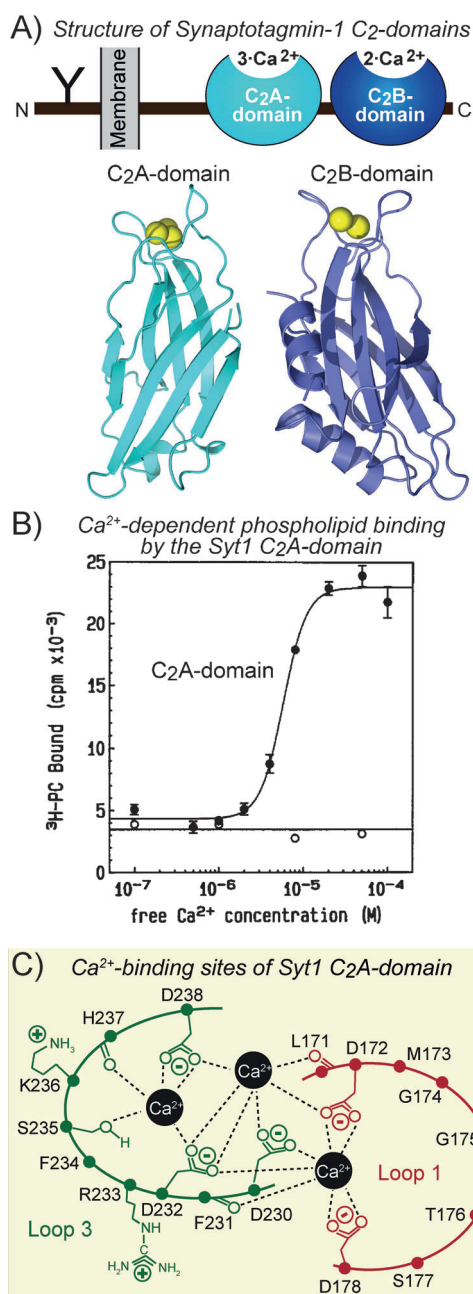 A) Structure of Synaptotagmin-1 C₂-domains
3·Ca²⁺ 2·Ca²⁺
Y
N Membrane C₂A- C₂B- C
domain domain
C₂A-domain C₂B-domain
B) Ca²⁺-dependent phospholipid binding
by the Syt1 C₂A-domain
25
20
15
10
5
0
³H-PC Bound (cpm x10⁻³)
C₂A-domain
10⁻⁷ 10⁻⁶ 10⁻⁵ 10⁻⁴
free Ca²⁺ concentration (M)
C) Ca²⁺-binding sites of Syt1 C₂A-domain
D238
H237
⊕
NH₃
L171
D172
M173
K236
Ca²⁺
⊖
G174
Ca²⁺
⊖
S235
O
H
G175
F234
⊖
⊖
Ca²⁺
Loop 1
R233
D232
F231
D230
⊖
T176
Loop 3
NH
C
H₂N ⊕ NH₂
S177
D178